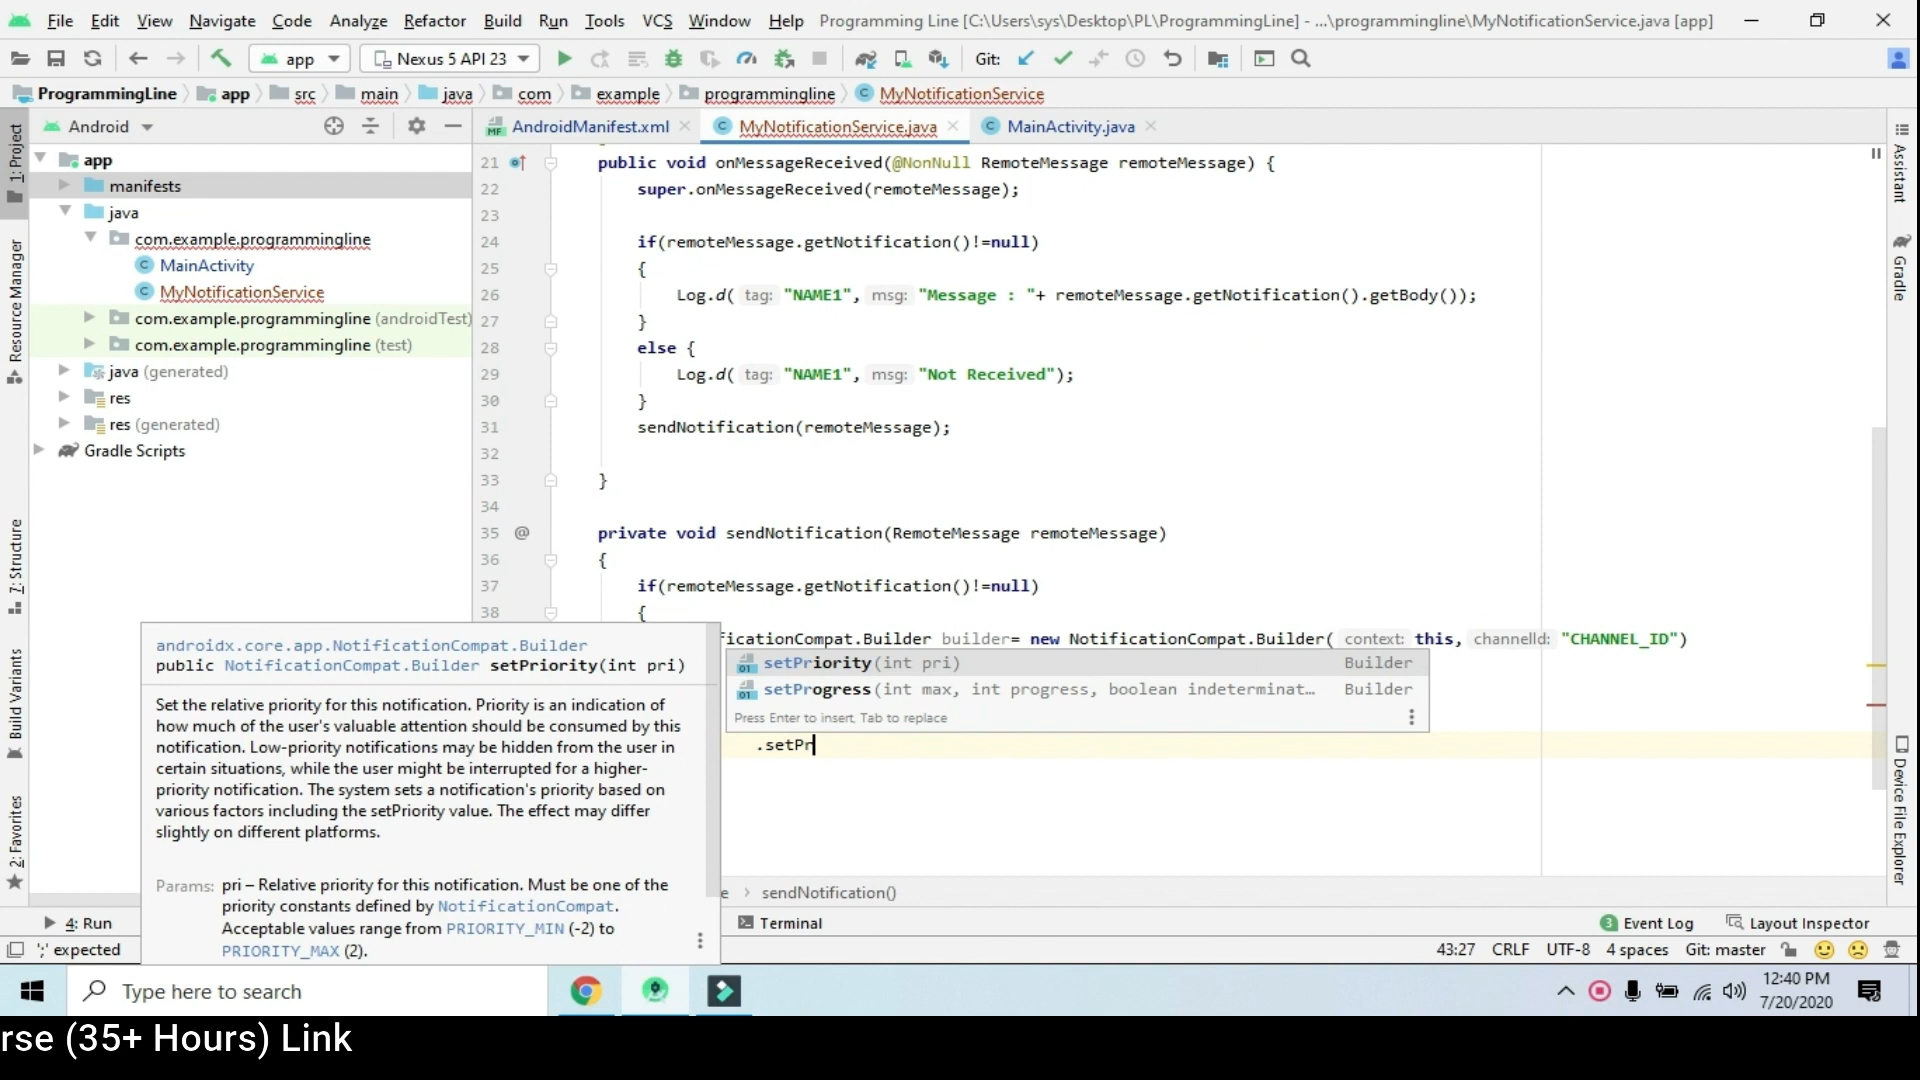 File Edit View Navigate Code Analyze Refactor Build Run Tools VCS Window Help Programming Line [C:\Users\sys\Desktop\PL\ProgrammingLine] - ...\programmingline\MyNotificationService.java [app]
app Nexus 5 API 23 Git:
ProgrammingLine app src main java com example programmingline MyNotificationService
Android AndroidManifest.xml MyNotificationService.java MainActivity.java
1: Project
Resource Manager
7: Structure
Build Variants
2: Favorites
app
manifests
java
com.example.programmingline
MainActivity
MyNotificationService
com.example.programmingline (androidTest)
com.example.programmingline (test)
java (generated)
res
res (generated)
Gradle Scripts
21 public void onMessageReceived(@NonNull RemoteMessage remoteMessage) {
22 super.onMessageReceived(remoteMessage);
23
24 if(remoteMessage.getNotification()!=null)
25 {
26 Log.d( tag: "NAME1", msg: "Message : "+ remoteMessage.getNotification().getBody());
27 }
28 else {
29 Log.d( tag: "NAME1", msg: "Not Received");
30 }
31 sendNotification(remoteMessage);
32
33 }
34
35 @ private void sendNotification(RemoteMessage remoteMessage)
36 {
37 if(remoteMessage.getNotification()!=null)
38 {
ficationCompat.Builder builder= new NotificationCompat.Builder( context: this, channelId: "CHANNEL_ID")
setPriority(int pri) Builder
setProgress(int max, int progress, boolean indeterminat… Builder
Press Enter to insert, Tab to replace
.setPr
androidx.core.app.NotificationCompat.Builder
public NotificationCompat.Builder setPriority(int pri)
Set the relative priority for this notification. Priority is an indication of
how much of the user's valuable attention should be consumed by this
notification. Low-priority notifications may be hidden from the user in
certain situations, while the user might be interrupted for a higher-
priority notification. The system sets a notification's priority based on
various factors including the setPriority value. The effect may differ
slightly on different platforms.
Params: pri – Relative priority for this notification. Must be one of the
priority constants defined by NotificationCompat.
Acceptable values range from PRIORITY_MIN (-2) to
PRIORITY_MAX (2).
e › sendNotification()
Assistant
Gradle
Device File Explorer
4: Run Terminal 3 Event Log Layout Inspector
';' expected 43:27 CRLF UTF-8 4 spaces Git: master
Type here to search
12:40 PM
7/20/2020
rse (35+ Hours) Link